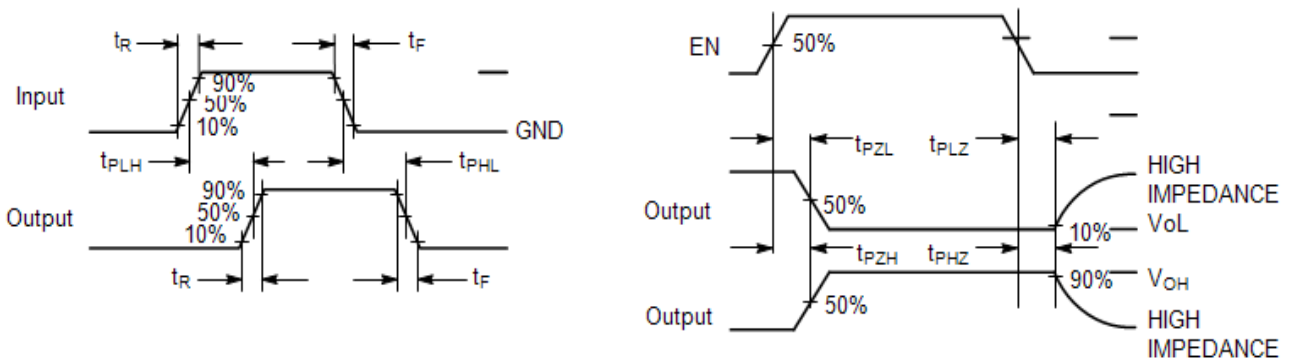 tR
tF
Input
90%
50%
10%
GND
tPLH
tPHL
Output
90%
50%
10%
tR
tF
EN
50%
tPZL
tPLZ
Output
50%
HIGH
IMPEDANCE
10%
VoL
tPZH
tPHZ
Output
50%
90%
VOH
HIGH
IMPEDANCE